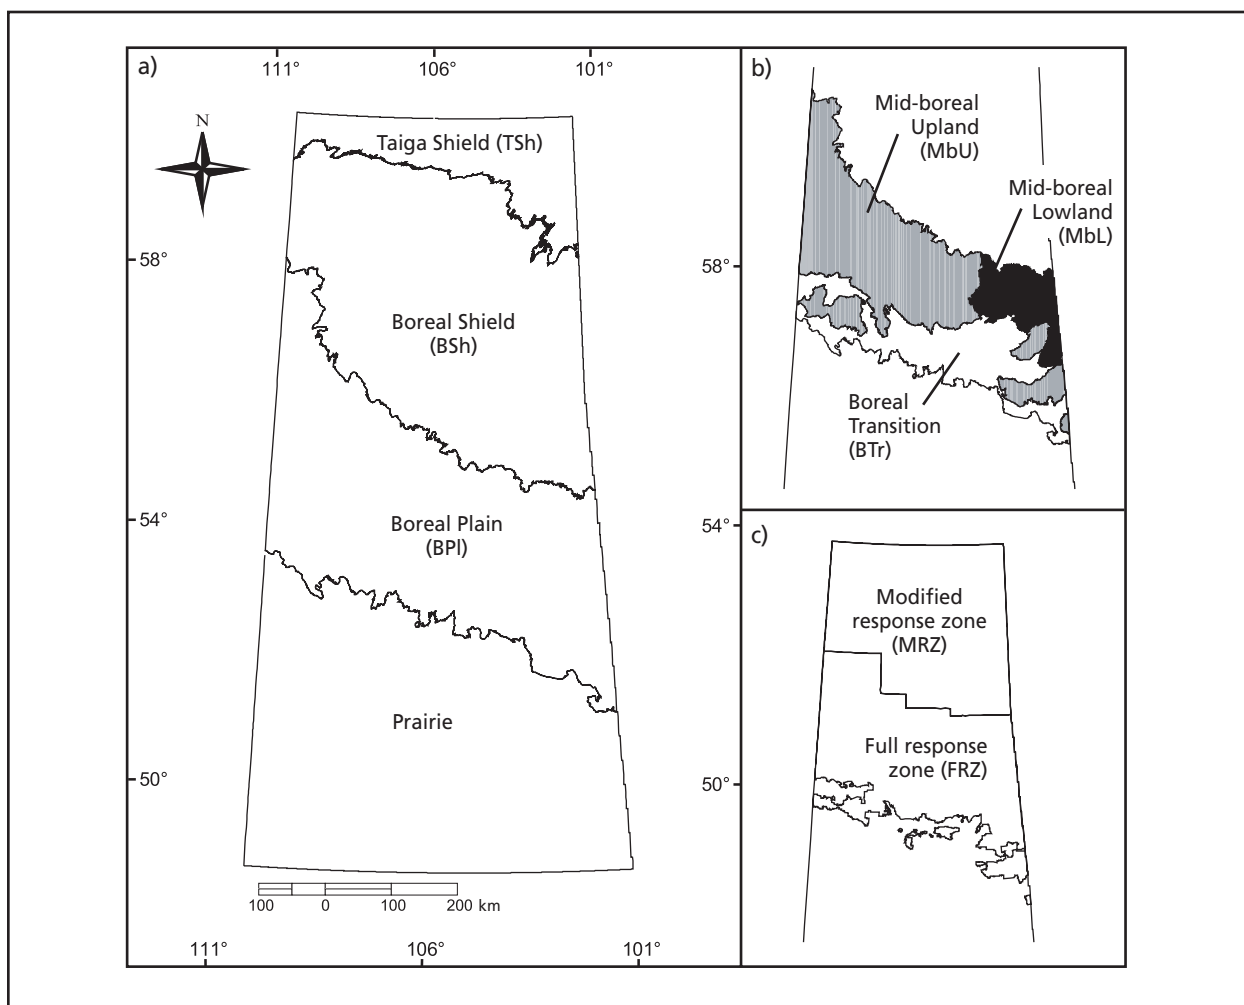 a)
111°
106°
101°
N
Taiga Shield (TSh)
58°
Boreal Shield
(BSh)
54°
Boreal Plain
(BPl)
Prairie
50°
100
0
100
200 km
111°
106°
101°
b)
Mid-boreal
Upland
(MbU)
Mid-boreal
Lowland
(MbL)
58°
Boreal
Transition
(BTr)
54°
c)
Modified
response zone
(MRZ)
Full response
zone (FRZ)
50°